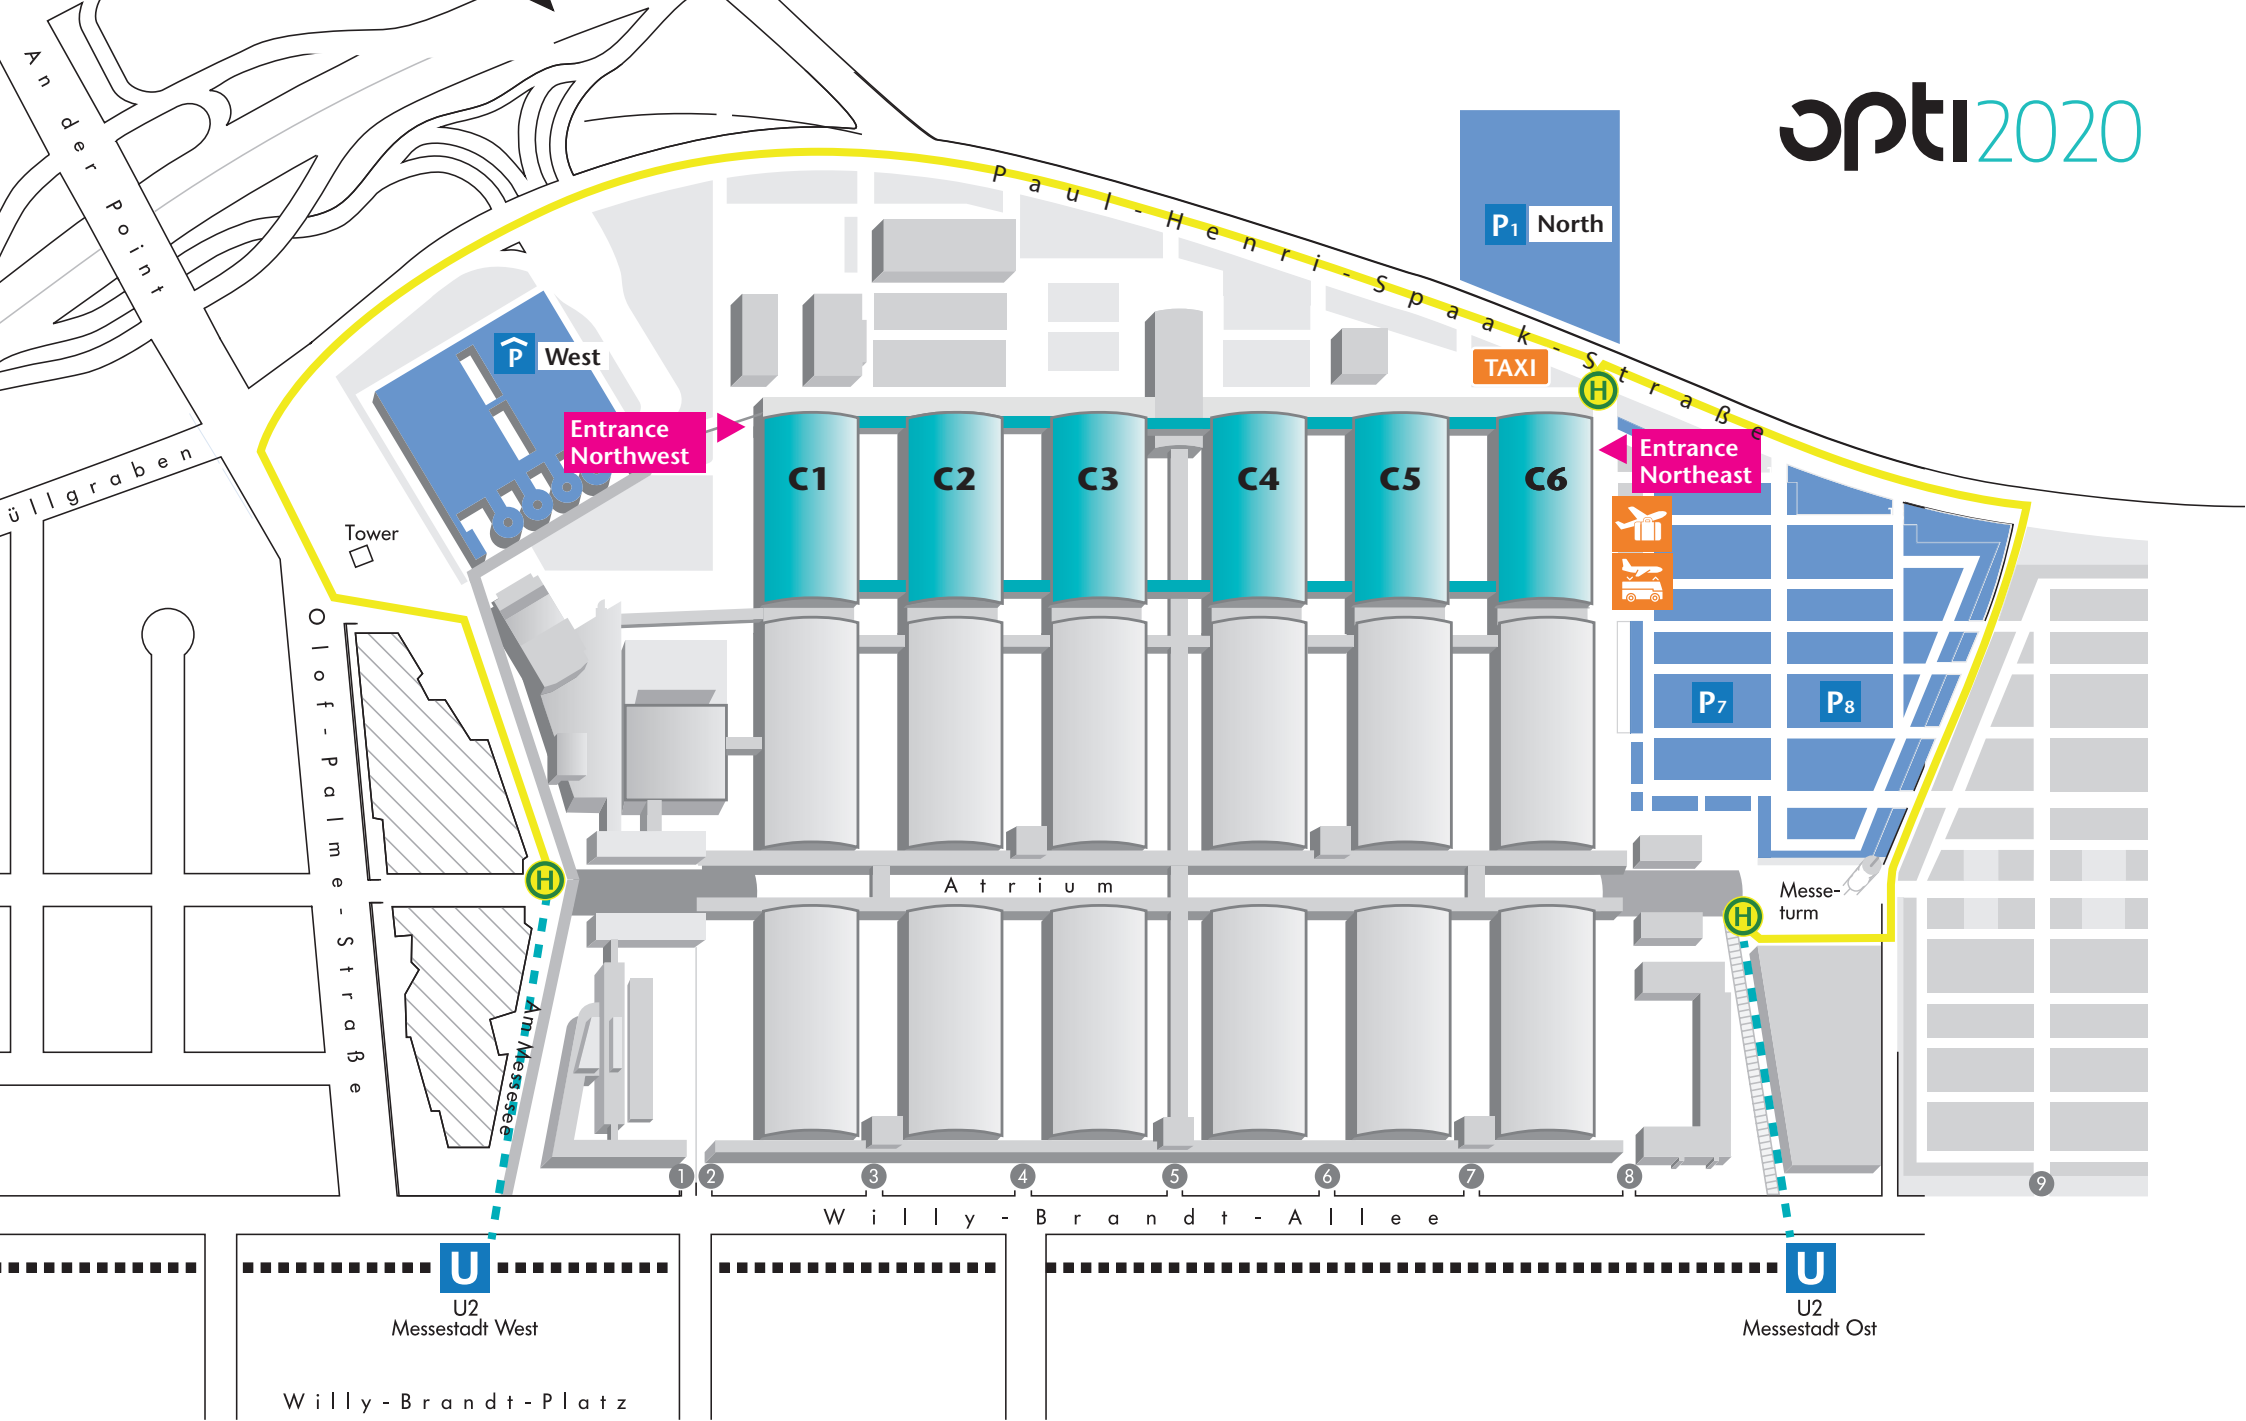 An der Point
opti2020
Paul-Henri-Spaak-Straße
P1 North
P West
TAXI
H
Entrance
Northwest
Entrance
Northeast
C1 C2 C3 C4 C5 C6
üllgraben
Tower
Olof-Palme-Straße
P7
P8
H
Atrium
Messe-
turm
H
Am Messesee
1 2 3 4 5 6 7 8 9
Willy-Brandt-Allee
U
U2
Messestadt West
U
U2
Messestadt Ost
Willy-Brandt-Platz